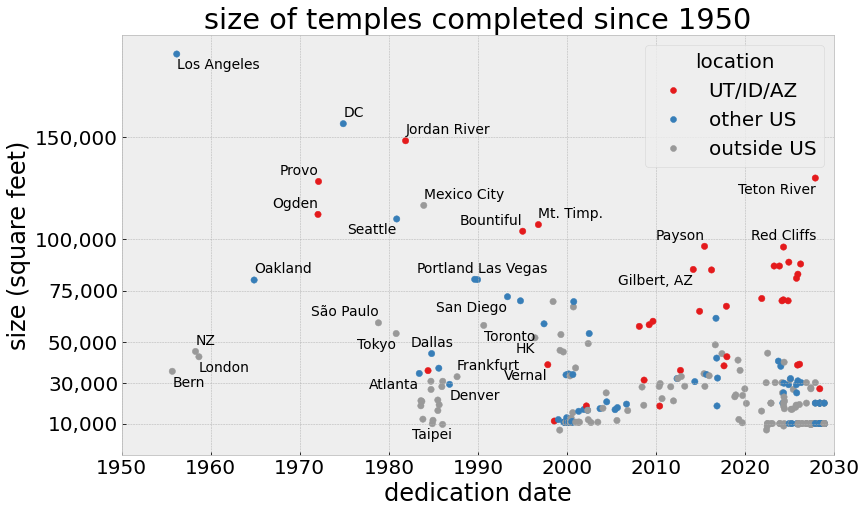 size of temples completed since 1950
location
UT/ID/AZ
other US
outside US
Los Angeles
DC
Jordan River
Provo
Teton River
Mexico City
Ogden
Mt. Timp.
Bountiful
Seattle
Payson
Red Cliffs
Oakland
Portland
Las Vegas
Gilbert, AZ
São Paulo
San Diego
NZ
Tokyo
Dallas
Toronto
HK
London
Frankfurt
Vernal
Bern
Atlanta
Denver
Taipei
size (square feet)
150,000
100,000
75,000
50,000
30,000
10,000
1950 1960 1970 1980 1990 2000 2010 2020 2030
dedication date